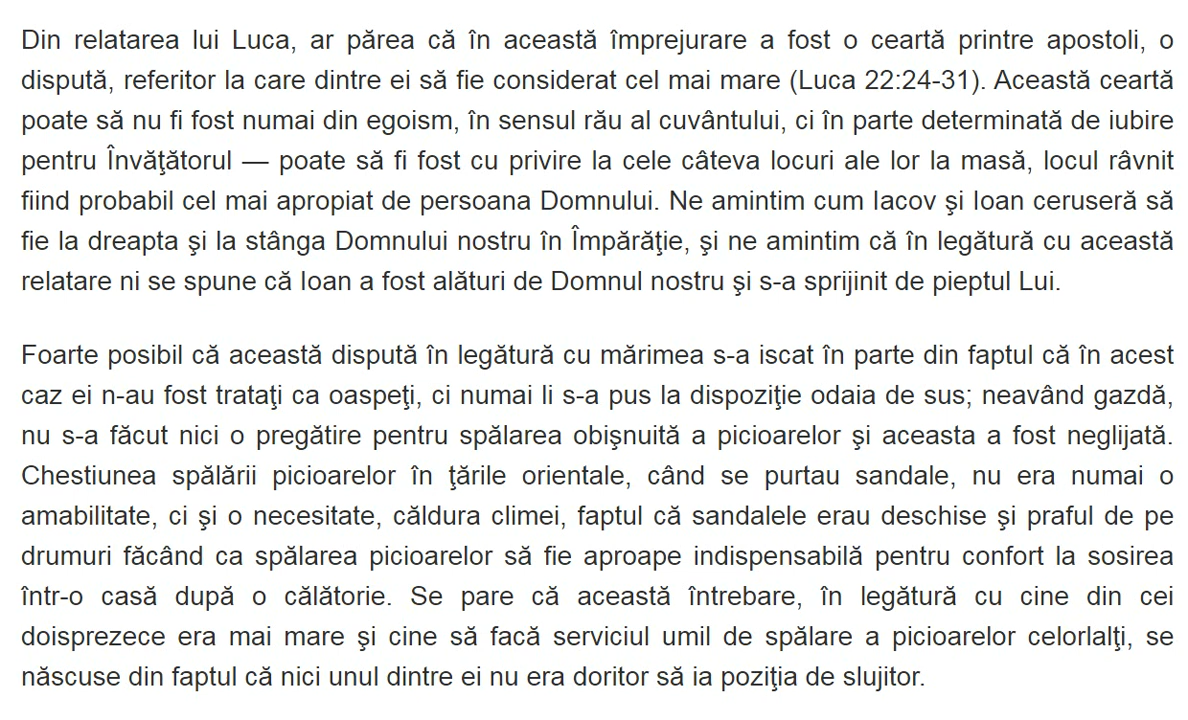 Din relatarea lui Luca, ar părea că în această împrejurare a fost o ceartă printre apostoli, o
dispută, referitor la care dintre ei să fie considerat cel mai mare (Luca 22:24-31). Această ceartă
poate să nu fi fost numai din egoism, în sensul rău al cuvântului, ci în parte determinată de iubire
pentru Învăţătorul — poate să fi fost cu privire la cele câteva locuri ale lor la masă, locul râvnit
fiind probabil cel mai apropiat de persoana Domnului. Ne amintim cum Iacov şi Ioan ceruseră să
fie la dreapta şi la stânga Domnului nostru în Împărăţie, şi ne amintim că în legătură cu această
relatare ni se spune că Ioan a fost alături de Domnul nostru şi s-a sprijinit de pieptul Lui.
Foarte posibil că această dispută în legătură cu mărimea s-a iscat în parte din faptul că în acest
caz ei n-au fost trataţi ca oaspeţi, ci numai li s-a pus la dispoziţie odaia de sus; neavând gazdă,
nu s-a făcut nici o pregătire pentru spălarea obişnuită a picioarelor şi aceasta a fost neglijată.
Chestiunea spălării picioarelor în ţările orientale, când se purtau sandale, nu era numai o
amabilitate, ci şi o necesitate, căldura climei, faptul că sandalele erau deschise şi praful de pe
drumuri făcând ca spălarea picioarelor să fie aproape indispensabilă pentru confort la sosirea
într-o casă după o călătorie. Se pare că această întrebare, în legătură cu cine din cei
doisprezece era mai mare şi cine să facă serviciul umil de spălare a picioarelor celorlalţi, se
născuse din faptul că nici unul dintre ei nu era doritor să ia poziţia de slujitor.